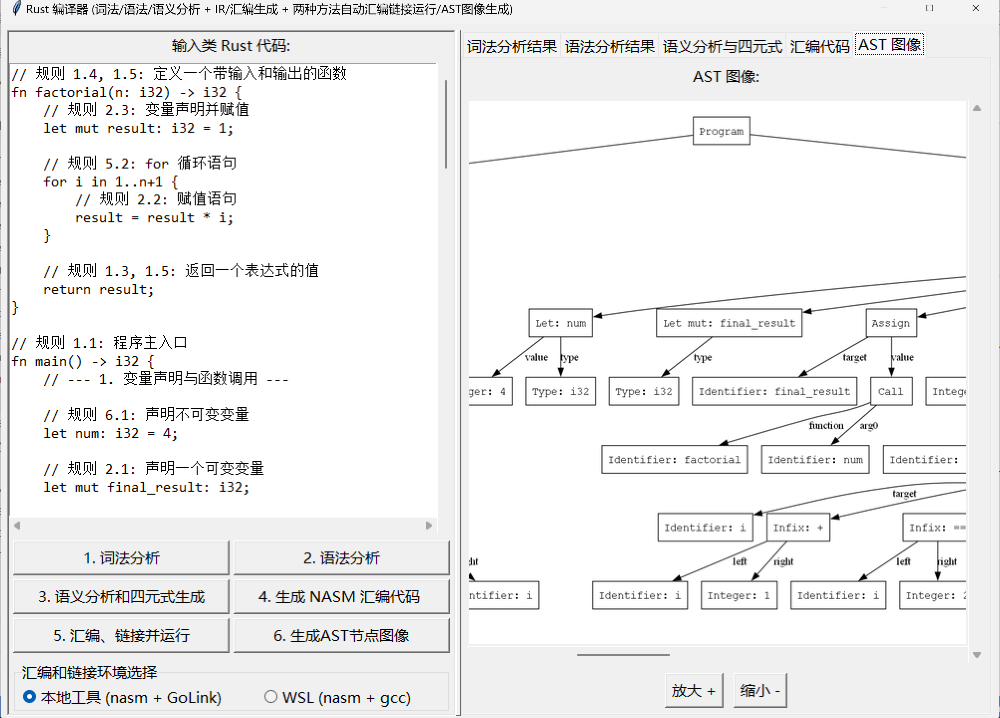 Rust 编译器 (词法/语法/语义分析 + IR/汇编生成 + 两种方法自动汇编链接运行/AST图像生成)
输入类 Rust 代码:
// 规则 1.4, 1.5: 定义一个带输入和输出的函数
fn factorial(n: i32) -> i32 {
    // 规则 2.3: 变量声明并赋值
    let mut result: i32 = 1;
    // 规则 5.2: for 循环语句
    for i in 1..n+1 {
        // 规则 2.2: 赋值语句
        result = result * i;
    }
    // 规则 1.3, 1.5: 返回一个表达式的值
    return result;
}
// 规则 1.1: 程序主入口
fn main() -> i32 {
    // --- 1. 变量声明与函数调用 ---
    // 规则 6.1: 声明不可变变量
    let num: i32 = 4;
    // 规则 2.1: 声明一个可变变量
    let mut final_result: i32;
1. 词法分析
2. 语法分析
3. 语义分析和四元式生成
4. 生成 NASM 汇编代码
5. 汇编、链接并运行
6. 生成AST节点图像
汇编和链接环境选择
本地工具 (nasm + GoLink)
WSL (nasm + gcc)
词法分析结果
语法分析结果
语义分析与四元式
汇编代码
AST 图像
AST 图像:
Program
Let: num
Let mut: final_result
Assign
value
type
type
target
value
ger: 4
Type: i32
Type: i32
Identifier: final_result
Call
Intege
function
arg0
Identifier: factorial
Identifier: num
Identifier:
target
Identifier: i
Infix: +
Infix: ==
ght
left
right
left
right
ntifier: i
Identifier: i
Integer: 1
Identifier: i
Integer: 2
放大 +
缩小 -